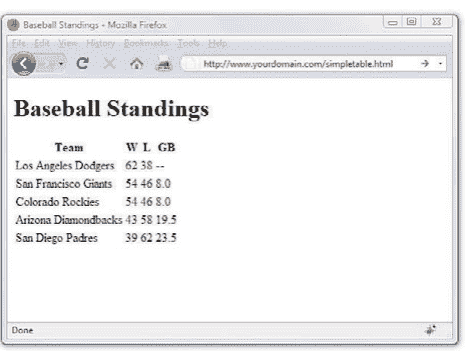 Baseball Standings - Mozilla Firefox
File Edit View History Bookmarks Tools Help
http://www.yourdomain.com/simpletable.html
Baseball Standings
Team W L GB
Los Angeles Dodgers 62 38 --
San Francisco Giants 54 46 8.0
Colorado Rockies 54 46 8.0
Arizona Diamondbacks 43 58 19.5
San Diego Padres 39 62 23.5
Done